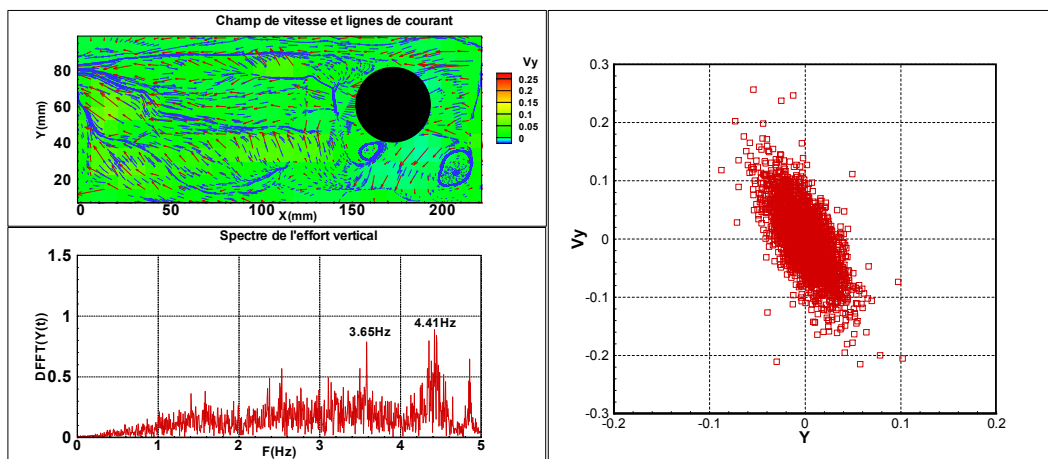 Champ de vitesse et lignes de courant
Vy
0.25
0.2
0.15
0.1
0.05
0
Y(mm)
80
60
40
20
0 50 100 150 200
X(mm)
Spectre de l'effort vertical
DFFT(Y(t))
1.5
1
0.5
0
3.65Hz
4.41Hz
0 1 2 3 4 5
F(Hz)
Vy
0.3
0.2
0.1
0
-0.1
-0.2
-0.3
-0.2 -0.1 0 0.1 0.2
Y